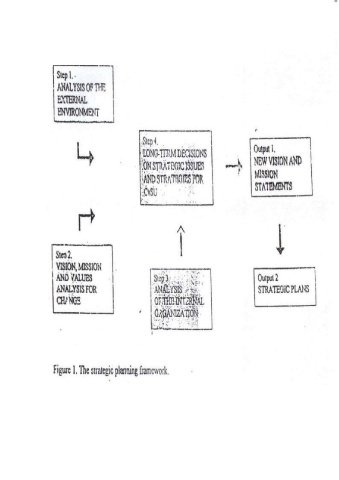 Step 1.
ANALYSIS OF THE
EXTERNAL
ENVIRONMENT
Step 4.
LONG-TERM DECISIONS
ON STRATEGIC ISSUES
AND STRATEGIES FOR
CvSU
Output 1.
NEW VISION AND
MISSION
STATEMENTS
Step 2.
VISION, MISSION
AND VALUES
ANALYSIS FOR
CHANGE
Step 3
ANALYSIS
OF THE INTERNAL
ORGANIZATION
Output 2
STRATEGIC PLANS
Figure 1. The strategic planning framework.